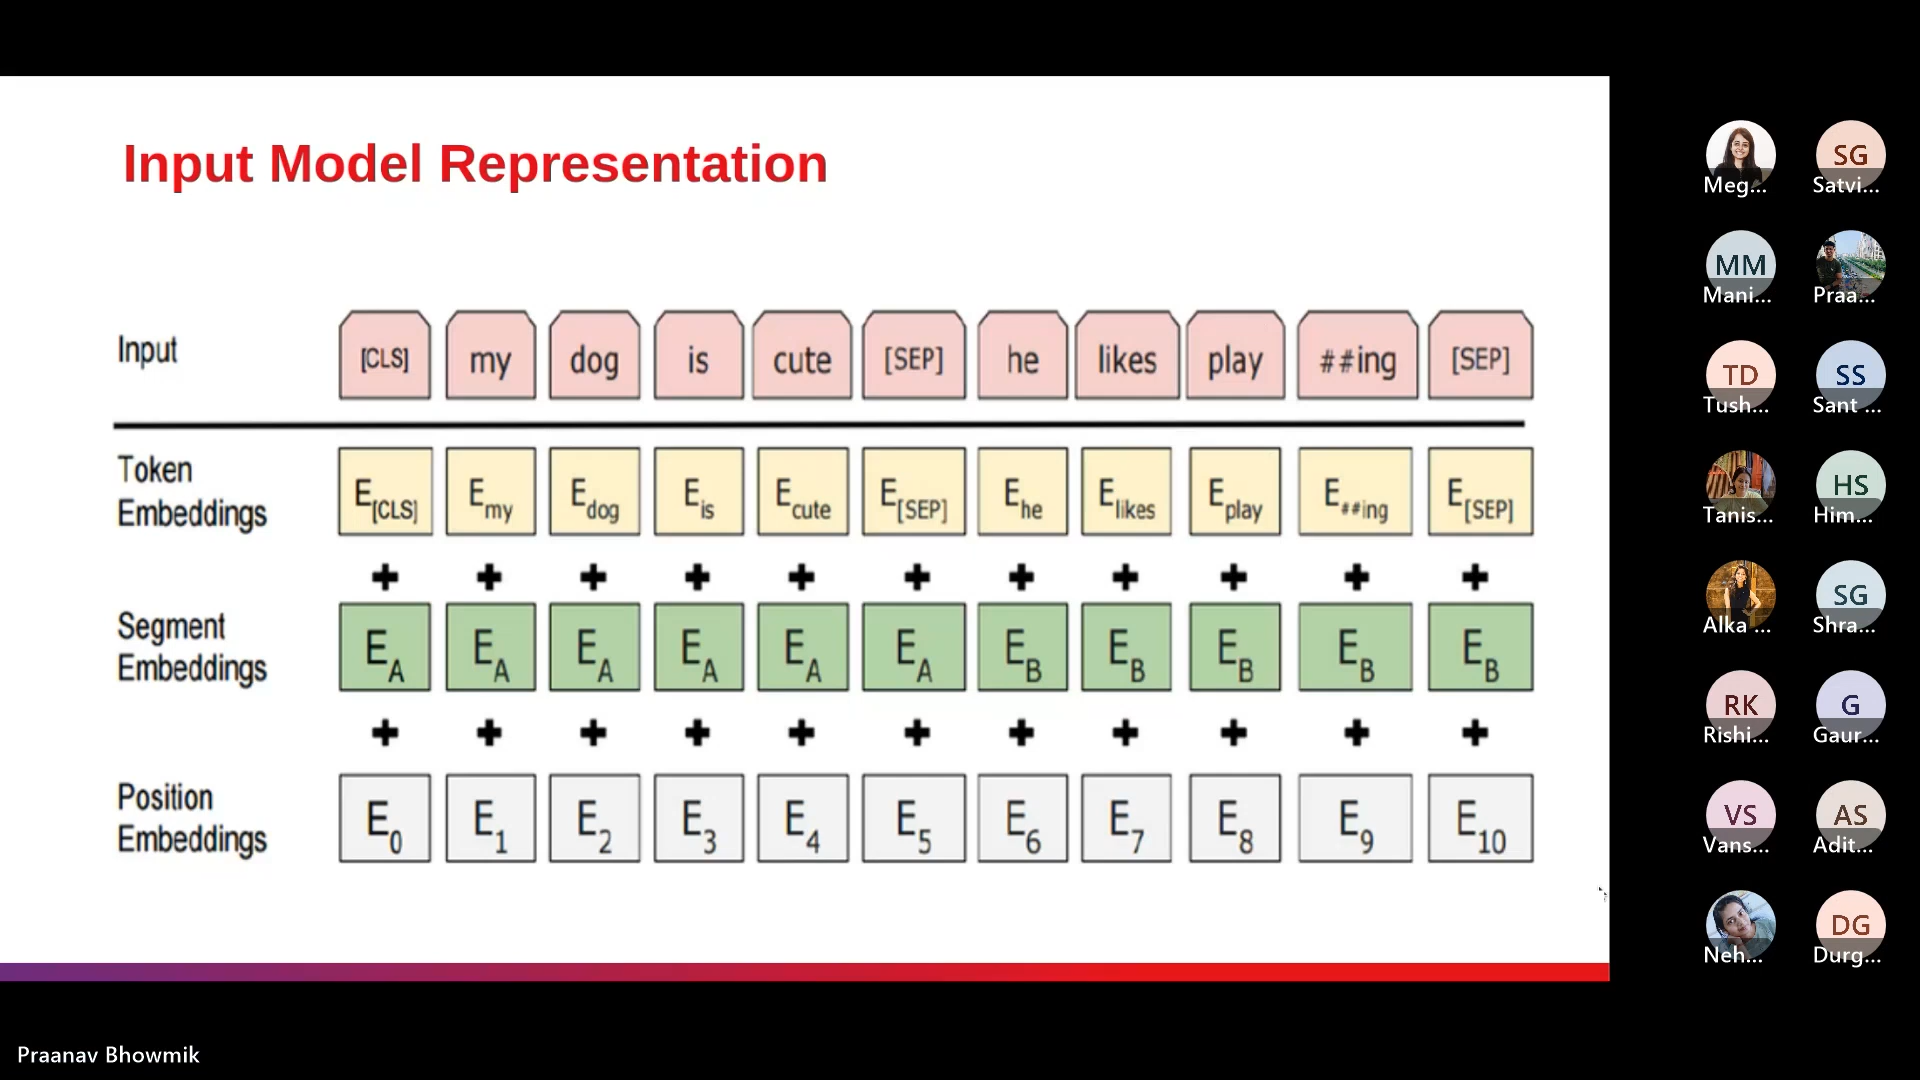 Input Model Representation
Input [CLS] my dog is cute [SEP] he likes play ##ing [SEP]
Token
Embeddings
E[CLS] Emy Edog Eis Ecute E[SEP] Ehe Elikes Eplay E##ing E[SEP]
+ + + + + + + + + + +
Segment
Embeddings
EA EA EA EA EA EA EB EB EB EB EB
+ + + + + + + + + + +
Position
Embeddings
E0 E1 E2 E3 E4 E5 E6 E7 E8 E9 E10
Meg...
SG
Satvi...
MM
Mani...
Praa...
TD
Tush...
SS
Sant ...
Tanis...
HS
Him...
Alka ...
SG
Shra...
RK
Rishi...
G
Gaur...
VS
Vans...
AS
Adit...
Neh...
DG
Durg...
Praanav Bhowmik